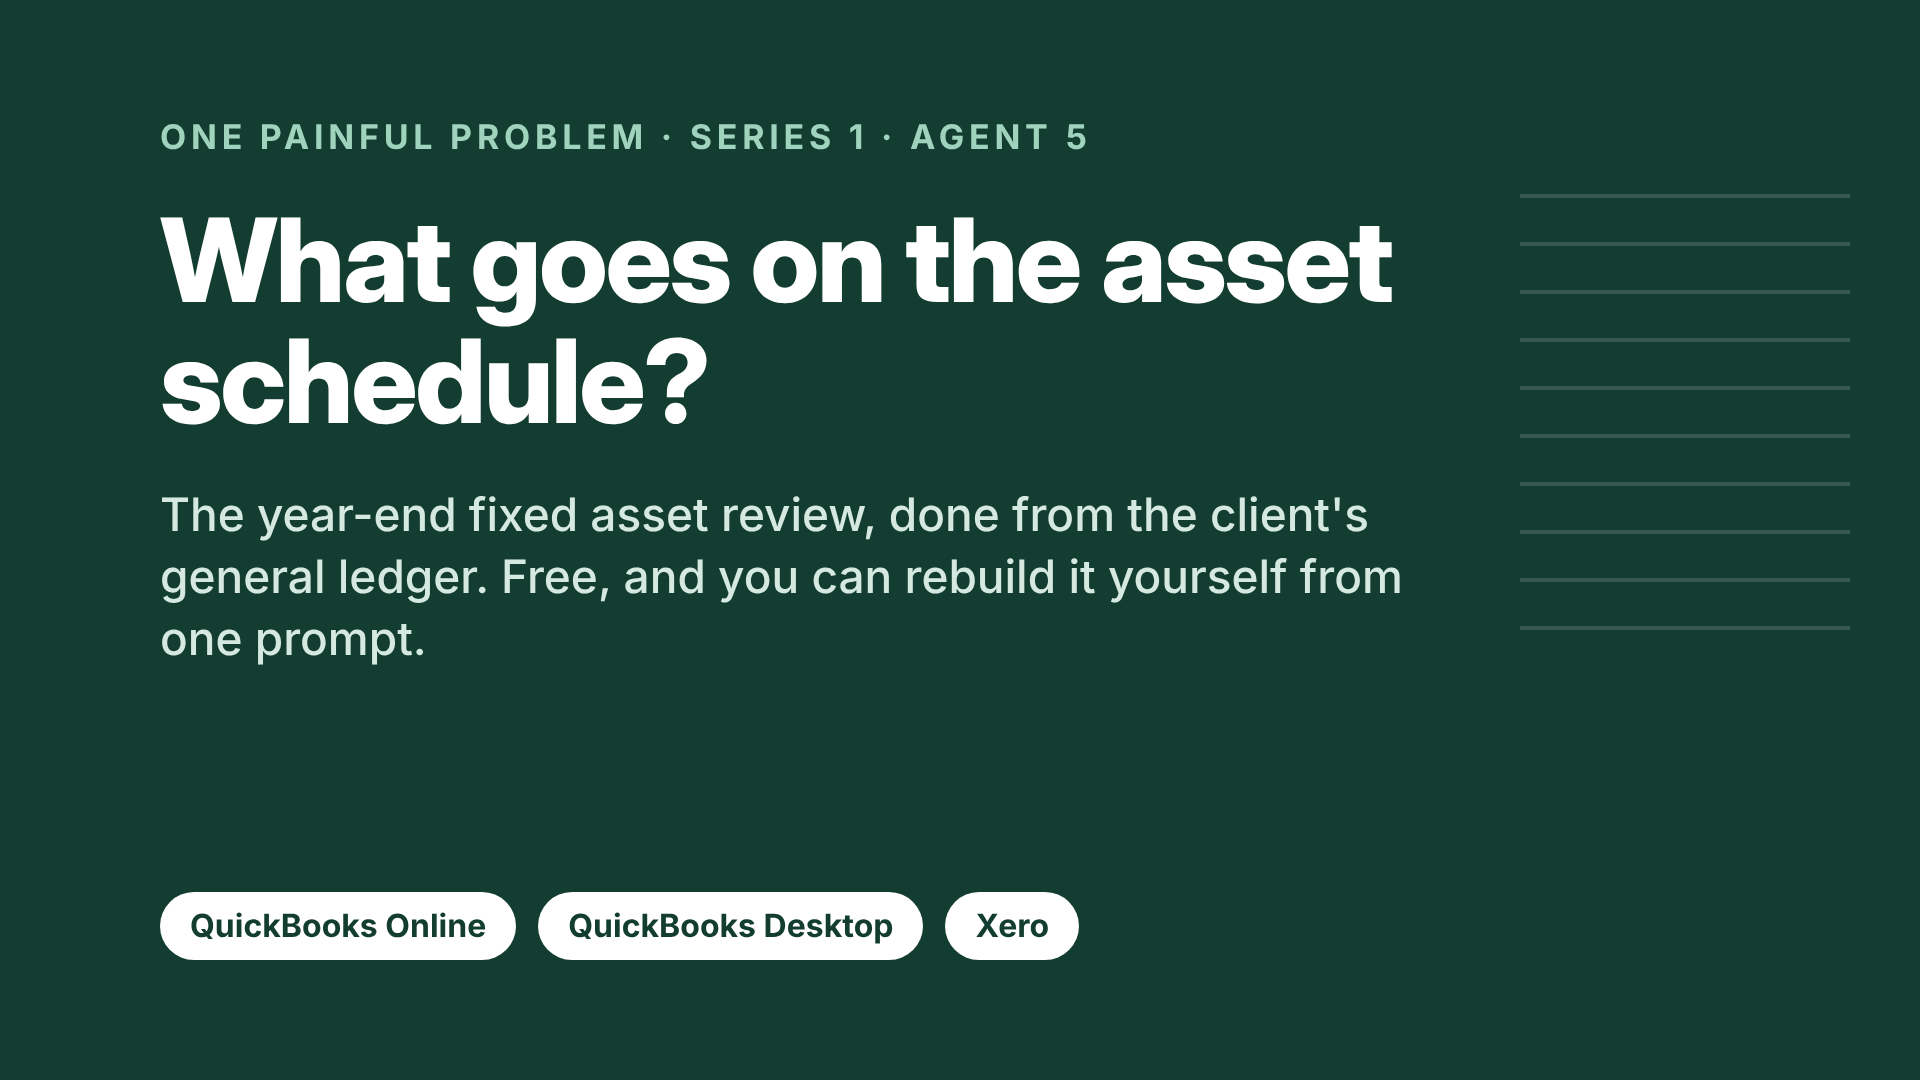 ONE PAINFUL PROBLEM · SERIES 1 · AGENT 5
What goes on the asset
schedule?
The year-end fixed asset review, done from the client's
general ledger. Free, and you can rebuild it yourself from
one prompt.
QuickBooks Online
QuickBooks Desktop
Xero